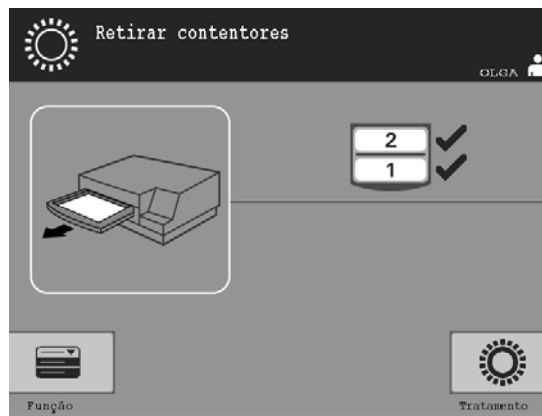 Retirar contentores
OLGA
2
1
Função
Tratamento